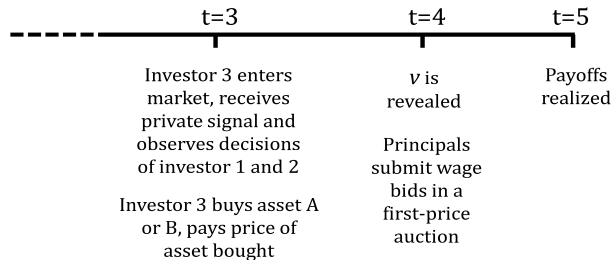 t=3
t=4
t=5
Investor 3 enters
market, receives
private signal and
observes decisions
of investor 1 and 2
Investor 3 buys asset A
or B, pays price of
asset bought
v is
revealed
Principals
submit wage
bids in a
first-price
auction
Payoffs
realized